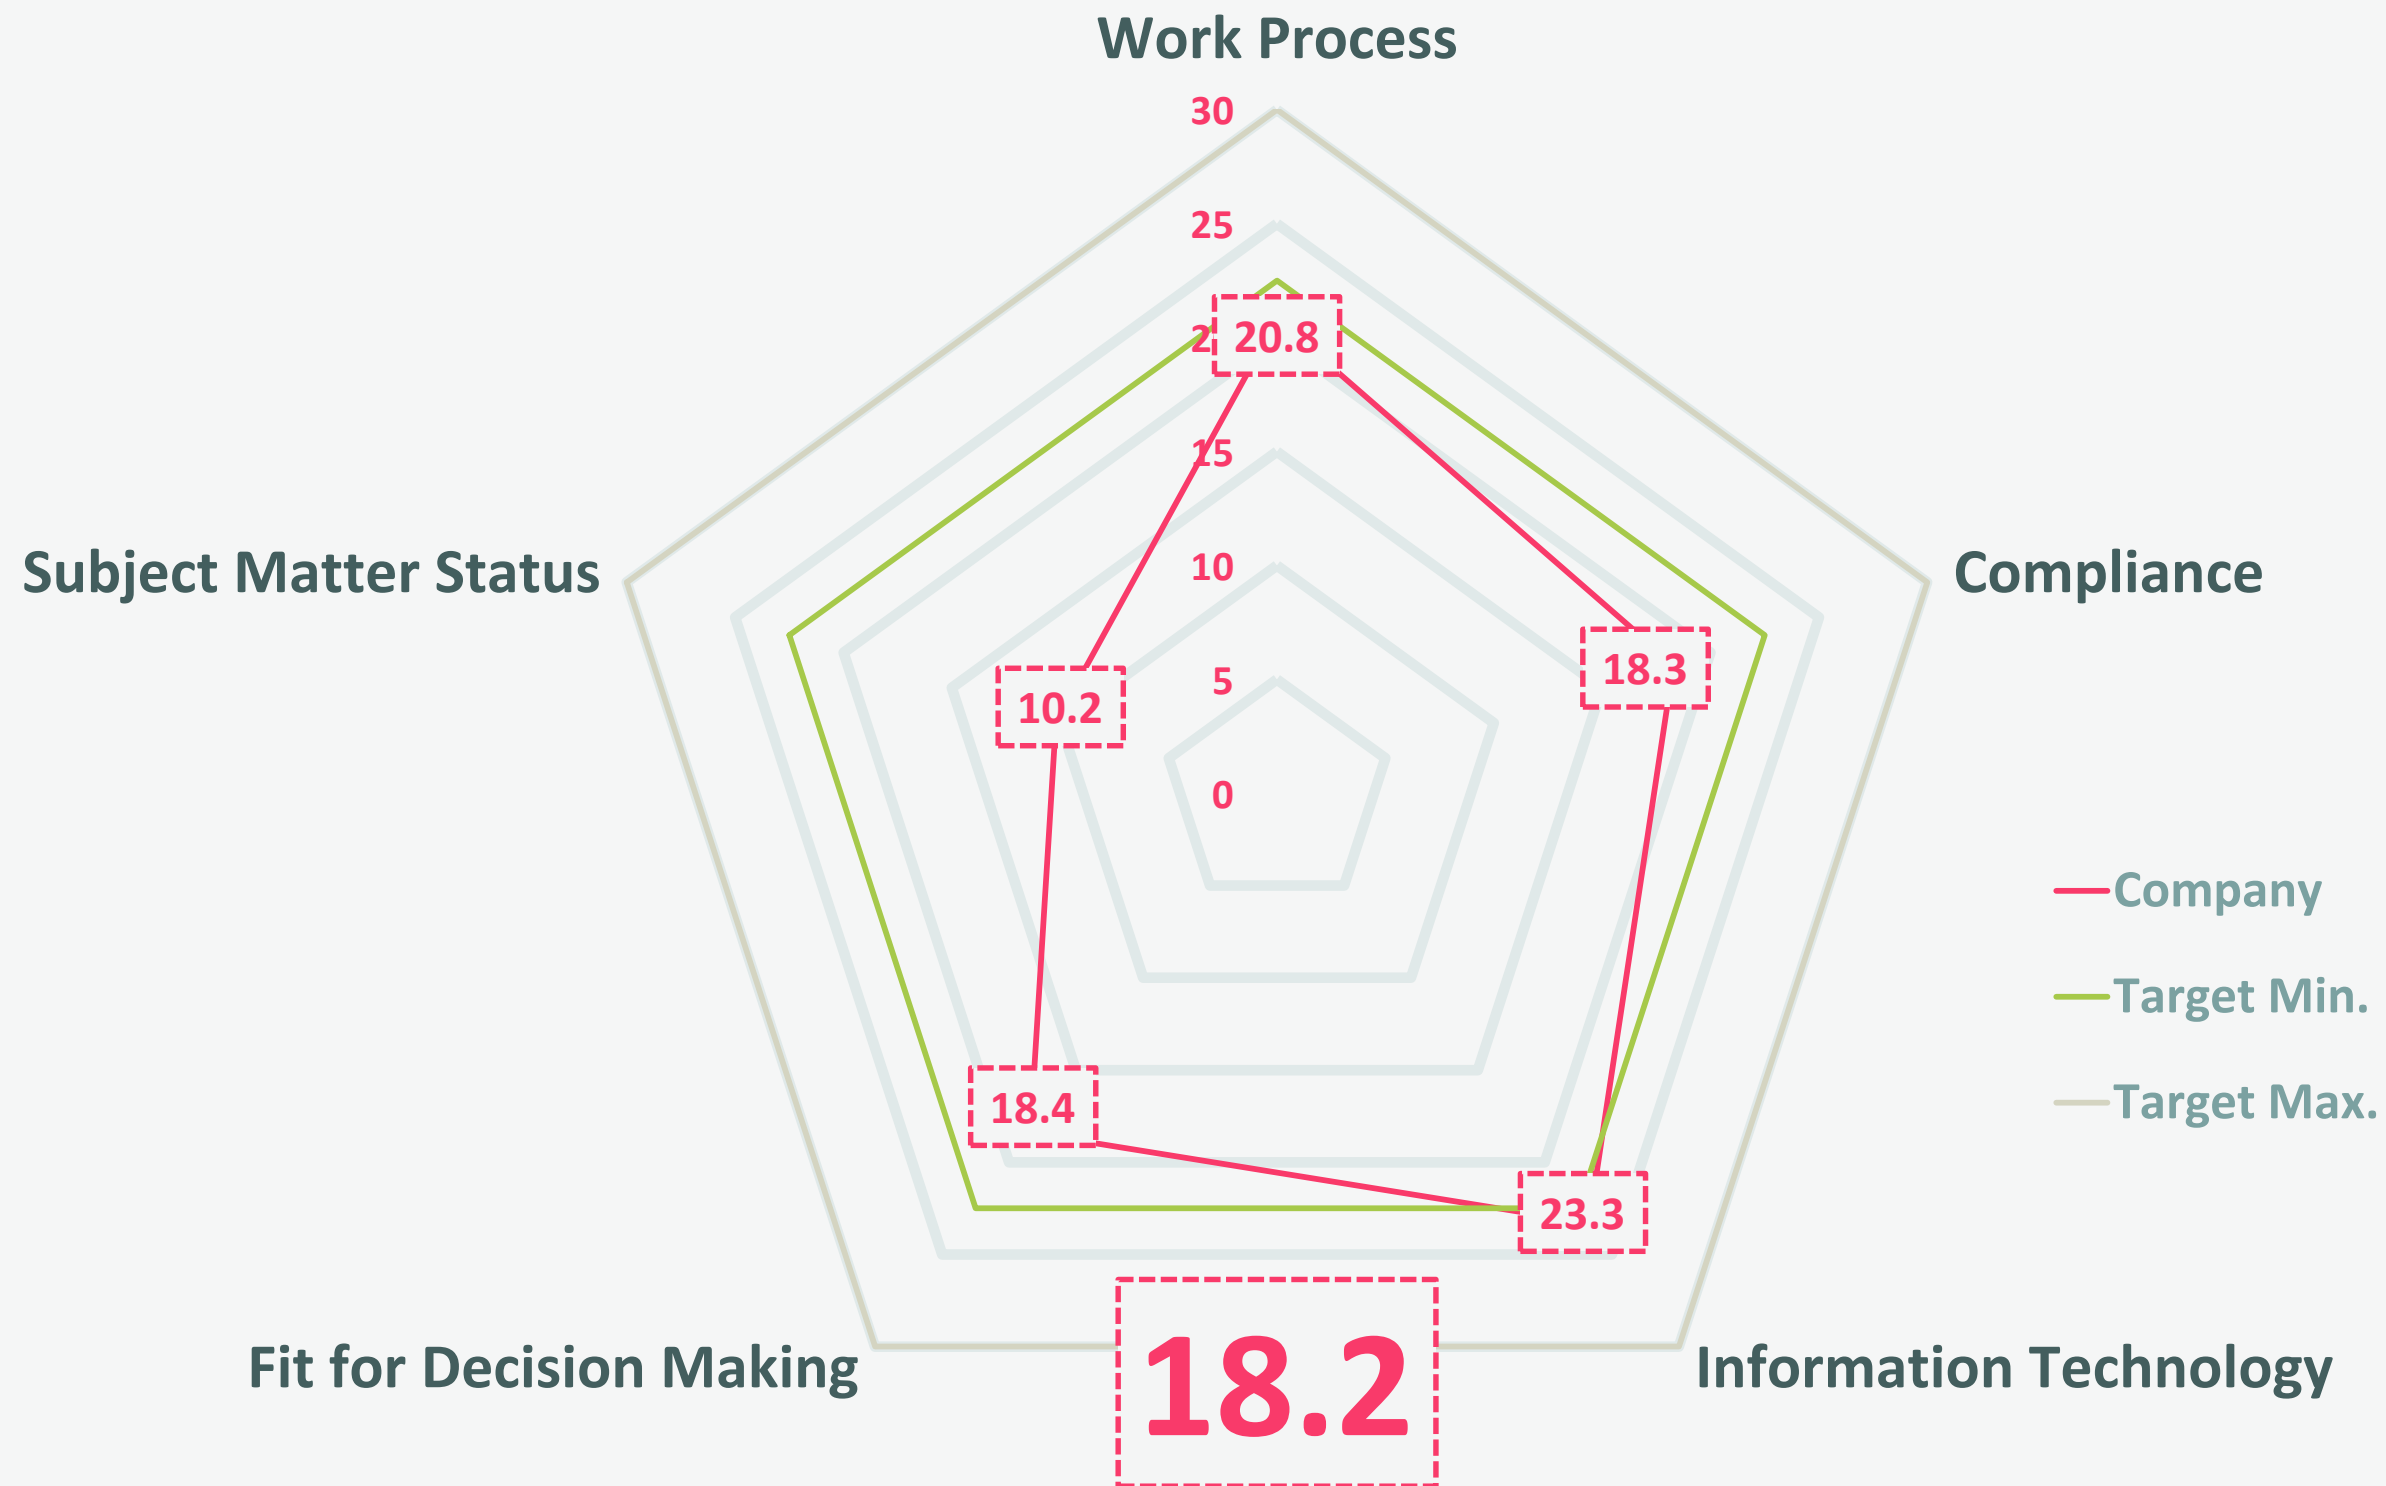 Work Process
30
25
2
20.8
15
10
5
0
Subject Matter Status
Compliance
10.2
18.3
18.4
23.3
Company
Target Min.
Target Max.
Fit for Decision Making
18.2
Information Technology